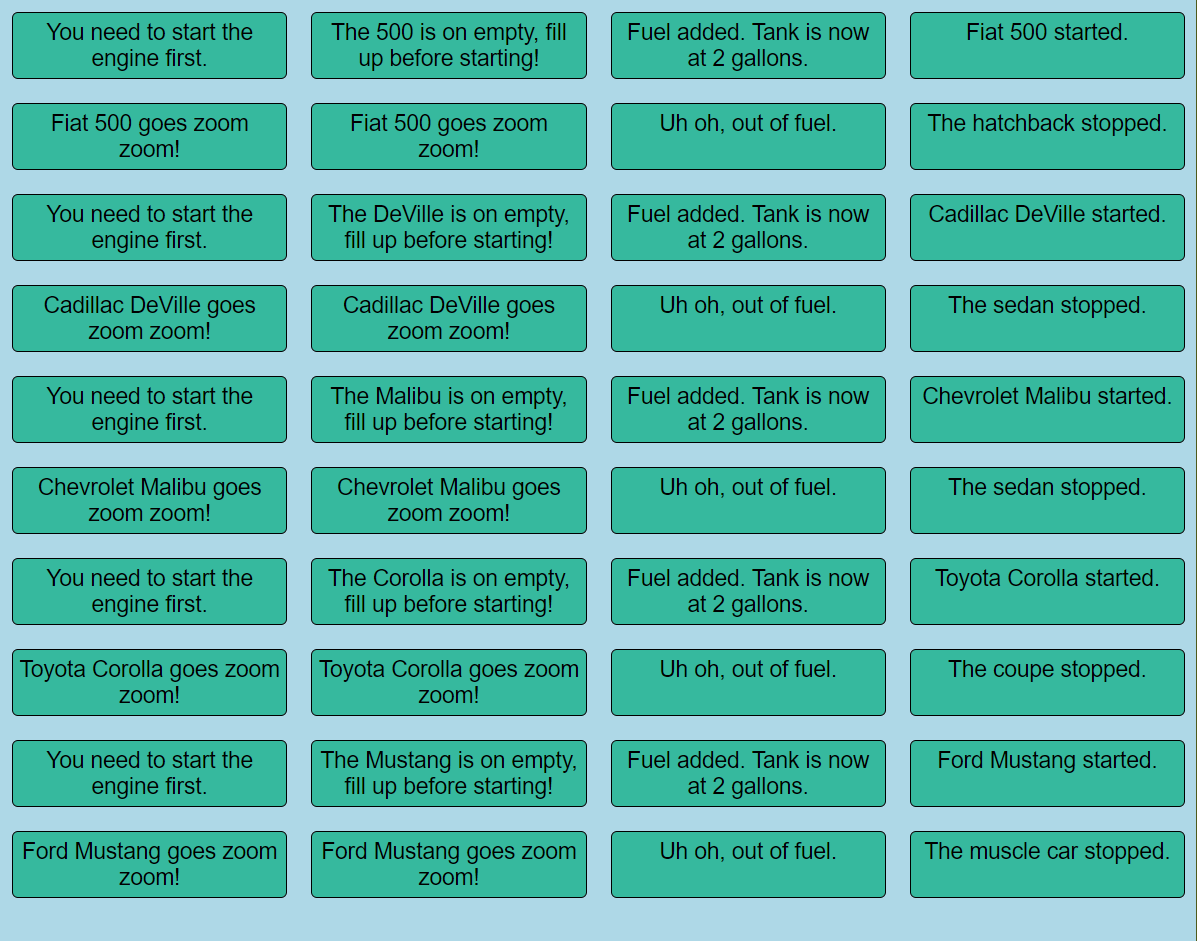 You need to start the
engine first.
The 500 is on empty, fill
up before starting!
Fuel added. Tank is now
at 2 gallons.
Fiat 500 started.
Fiat 500 goes zoom
zoom!
Fiat 500 goes zoom
zoom!
Uh oh, out of fuel.
The hatchback stopped.
You need to start the
engine first.
The DeVille is on empty,
fill up before starting!
Fuel added. Tank is now
at 2 gallons.
Cadillac DeVille started.
Cadillac DeVille goes
zoom zoom!
Cadillac DeVille goes
zoom zoom!
Uh oh, out of fuel.
The sedan stopped.
You need to start the
engine first.
The Malibu is on empty,
fill up before starting!
Fuel added. Tank is now
at 2 gallons.
Chevrolet Malibu started.
Chevrolet Malibu goes
zoom zoom!
Chevrolet Malibu goes
zoom zoom!
Uh oh, out of fuel.
The sedan stopped.
You need to start the
engine first.
The Corolla is on empty,
fill up before starting!
Fuel added. Tank is now
at 2 gallons.
Toyota Corolla started.
Toyota Corolla goes zoom
zoom!
Toyota Corolla goes zoom
zoom!
Uh oh, out of fuel.
The coupe stopped.
You need to start the
engine first.
The Mustang is on empty,
fill up before starting!
Fuel added. Tank is now
at 2 gallons.
Ford Mustang started.
Ford Mustang goes zoom
zoom!
Ford Mustang goes zoom
zoom!
Uh oh, out of fuel.
The muscle car stopped.